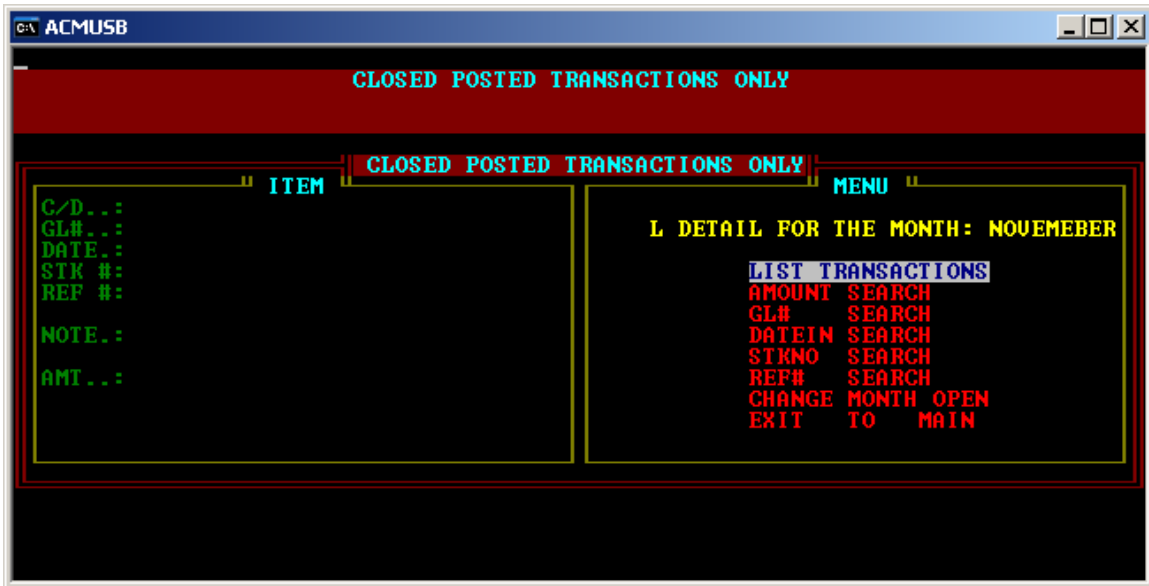 ACMUSB
CLOSED POSTED TRANSACTIONS ONLY
CLOSED POSTED TRANSACTIONS ONLY
ITEM
C/D..:
GL#..:
DATE.:
STK #:
REF #:
NOTE.:
AMT..:
MENU
L DETAIL FOR THE MONTH: NOVEMEBER
LIST TRANSACTIONS
AMOUNT SEARCH
GL# SEARCH
DATEIN SEARCH
STKNO SEARCH
REF# SEARCH
CHANGE MONTH OPEN
EXIT TO MAIN